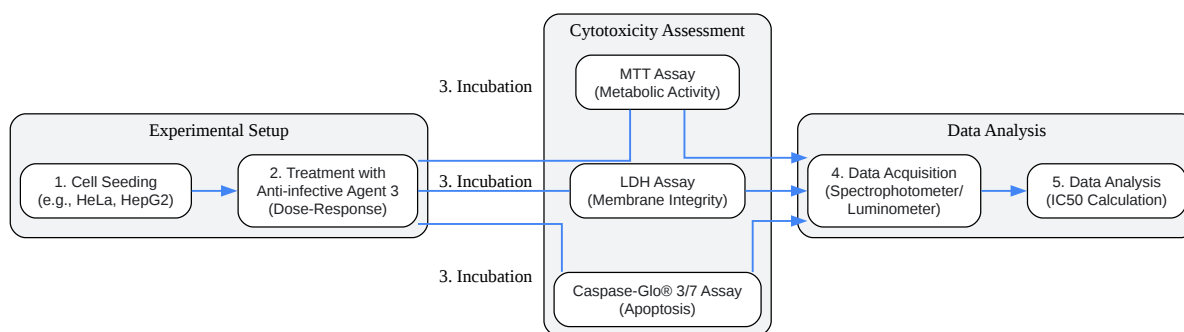 Experimental Setup
1. Cell Seeding
(e.g., HeLa, HepG2)
2. Treatment with
Anti-infective Agent 3
(Dose-Response)
3. Incubation
3. Incubation
3. Incubation
Cytotoxicity Assessment
MTT Assay
(Metabolic Activity)
LDH Assay
(Membrane Integrity)
Caspase-Glo® 3/7 Assay
(Apoptosis)
Data Analysis
4. Data Acquisition
(Spectrophotometer/
Luminometer)
5. Data Analysis
(IC50 Calculation)